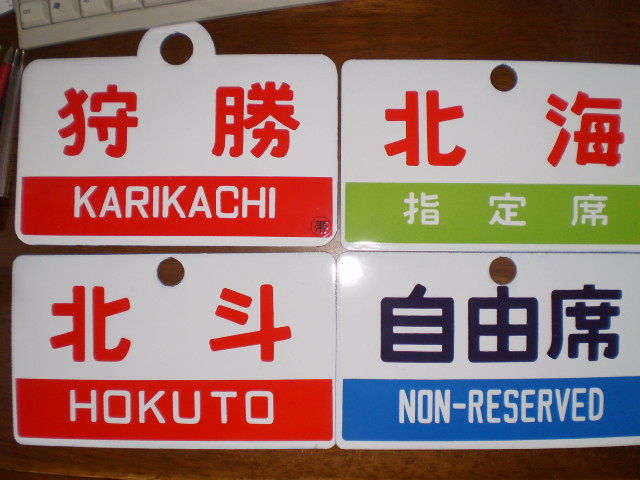 狩勝
KARIKACHI
北海
指定席
北斗
HOKUTO
自由席
NON-RESERVED